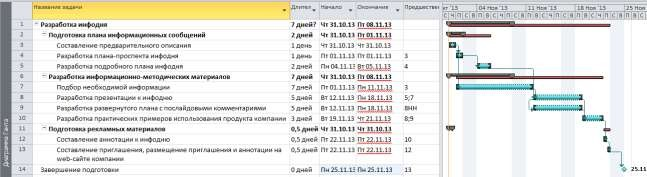 Название задачи Длител Начало Окончание Предшествен кт '13 04 Ноя '13 11 Ноя '13 18 Ноя '13 25 Ноя
1 Разработка инфодня 7 дней? Чт 31.10.13 Пт 08.11.13
2 Подготовка плана информационных сообщений 2 дней Чт 31.10.13 Пт 01.11.13
3 Составление предварительного описания 1 день Чт 31.10.13 Чт 31.10.13
4 Разработка плана-проспекта инфодня 1 день Пт 01.11.13 Пт 01.11.13 3
5 Разработка подробного плана инфодня 2 дней Пн 04.11.13 Вт 05.11.13 4
6 Разработка информационно-методических материалов 7 дней Чт 31.10.13 Пт 08.11.13
7 Подбор необходимой информации 7 дней Пт 01.11.13 Пн 11.11.13 3
8 Разработка презентации к инфодню 5 дней Вт 12.11.13 Пн 18.11.13 5;7
9 Разработка развернутого плана с послайдовыми комментариями 5 дней Вт 12.11.13 Пн 18.11.13 8НН
10 Разработка практических примеров использования продукта компании 3 дней Вт 19.11.13 Чт 21.11.13 8;9
11 Подготовка рекламных материалов 0,5 дней Чт 31.10.13 Чт 31.10.13
12 Составление аннотации к инфодню 0,5 дней Пт 22.11.13 Пт 22.11.13 10
13 Составление приглашения, размещение приглашения и аннотации на web-сайте компании 0,5 дней Пт 22.11.13 Пт 22.11.13 12
14 Завершение подготовки 0 дней Пн 25.11.13 Пн 25.11.13 13
25.11
Диаграмма Ганта